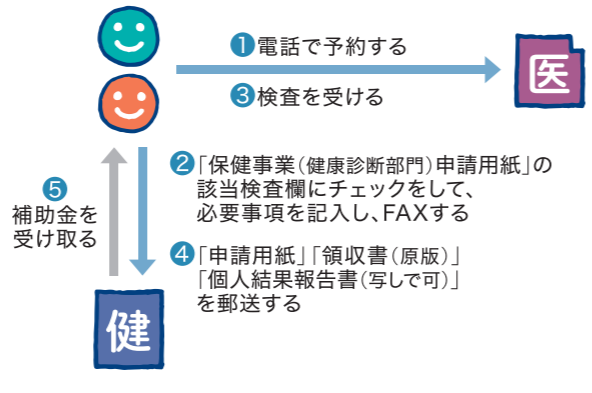 ❶電話で予約する
医
❸検査を受ける
❷「保健事業(健康診断部門)申請用紙」の
該当検査欄にチェックをして、
必要事項を記入し、FAXする
❺
補助金を
受け取る
❹「申請用紙」「領収書(原版)」
「個人結果報告書(写しで可)」
を郵送する
健